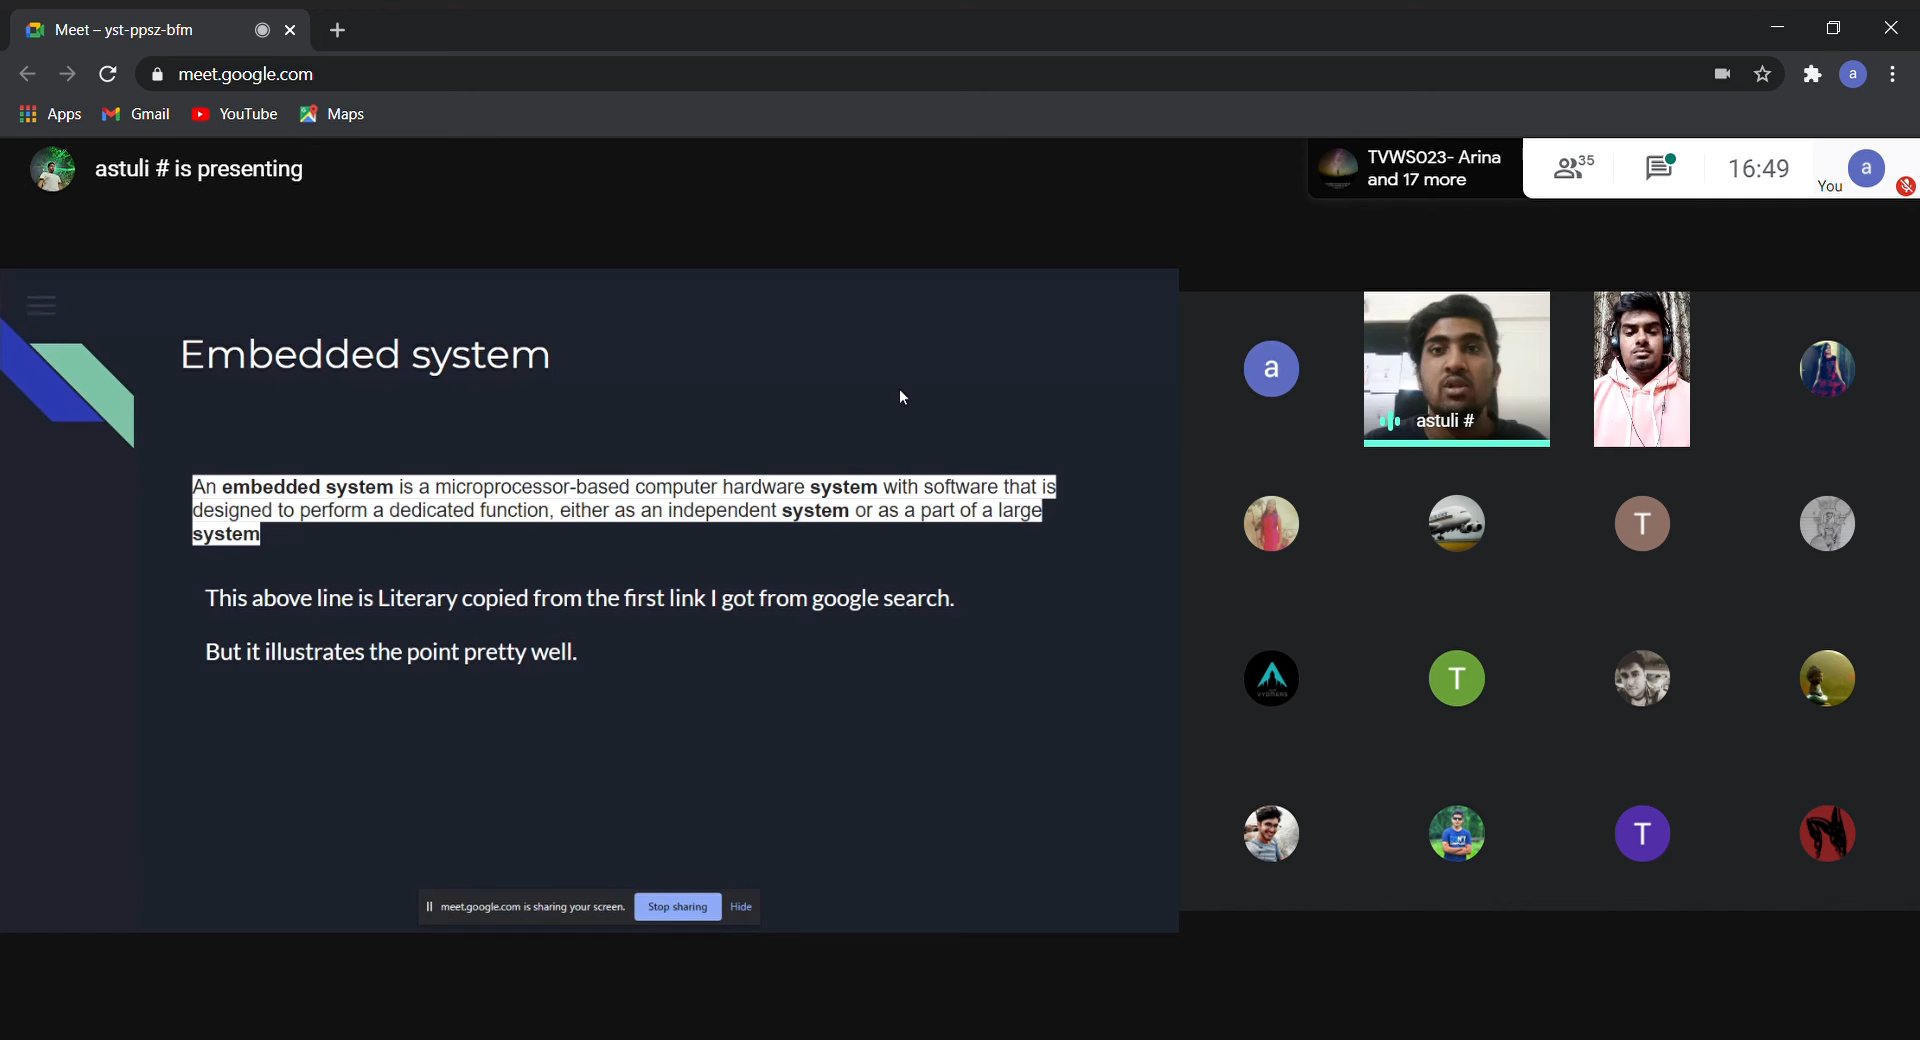 Meet – yst-ppsz-bfm
meet.google.com
a
Apps
Gmail
YouTube
Maps
astuli # is presenting
TVWS023- Arina
and 17 more
35
16:49
You
a
Embedded system
An embedded system is a microprocessor-based computer hardware system with software that is
designed to perform a dedicated function, either as an independent system or as a part of a large
system
This above line is Literary copied from the first link I got from google search.
But it illustrates the point pretty well.
meet.google.com is sharing your screen.
Stop sharing
Hide
a
astuli #
T
T
T